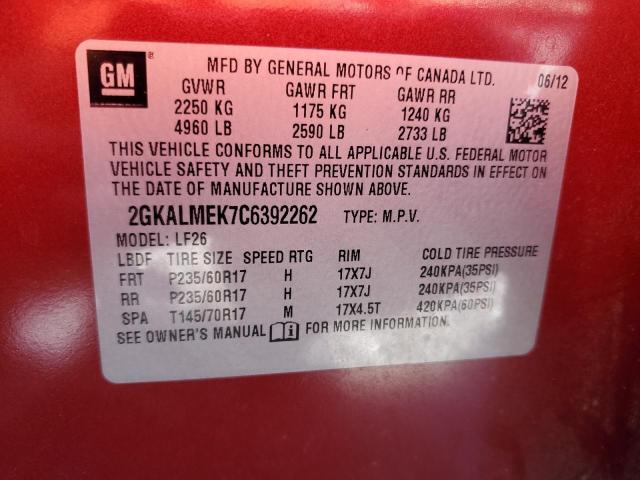 GM ®
MFD BY GENERAL MOTORS OF CANADA LTD. 06/12
GVWR GAWR FRT GAWR RR
2250 KG 1175 KG 1240 KG
4960 LB 2590 LB 2733 LB
THIS VEHICLE CONFORMS TO ALL APPLICABLE U.S. FEDERAL MOTOR
VEHICLE SAFETY AND THEFT PREVENTION STANDARDS IN EFFECT ON
THE DATE OF MANUFACTURE SHOWN ABOVE.
2GKALMEK7C6392262 TYPE: M.P.V.
MODEL: LF26
LBDF TIRE SIZE SPEED RTG RIM COLD TIRE PRESSURE
FRT P235/60R17 H 17X7J 240KPA(35PSI)
RR P235/60R17 H 17X7J 240KPA(35PSI)
SPA T145/70R17 M 17X4.5T 420KPA(60PSI)
SEE OWNER'S MANUAL FOR MORE INFORMATION.